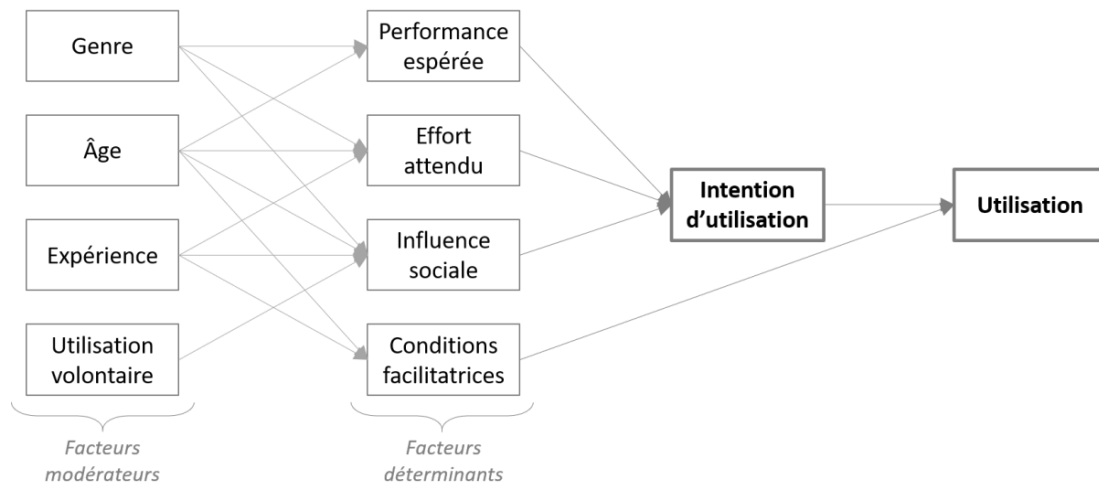 Genre
Âge
Expérience
Utilisation
volontaire
Facteurs
modérateurs
Performance
espérée
Effort
attendu
Influence
sociale
Conditions
facilitatrices
Facteurs
déterminants
Intention
d’utilisation
Utilisation